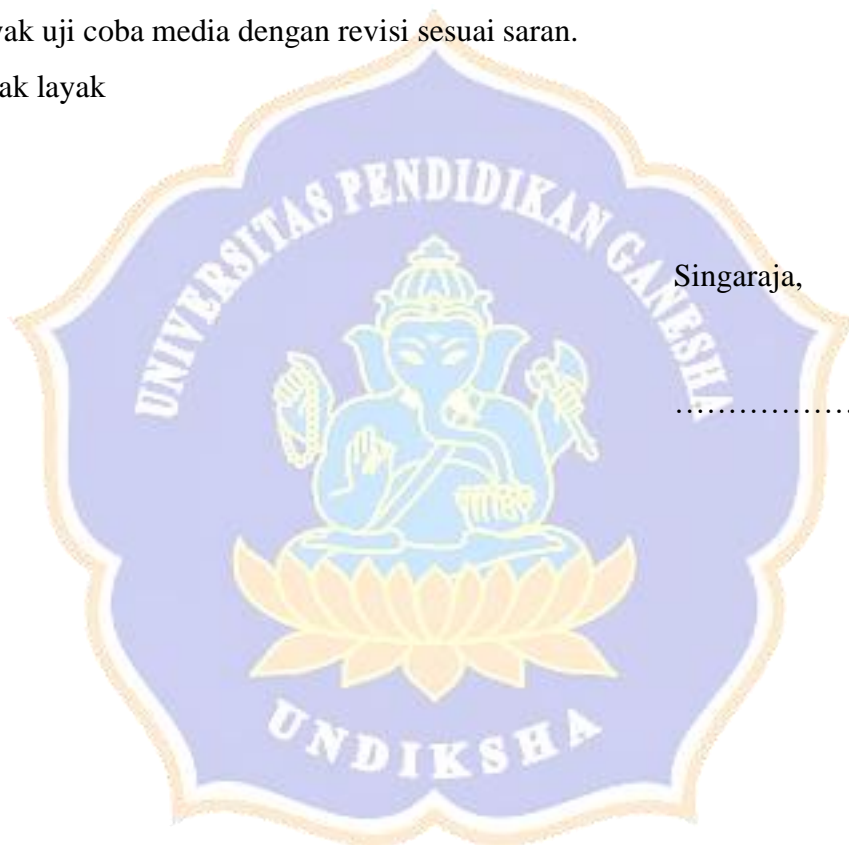 yak uji coba media dengan revisi sesuai saran.
ak layak
UNIVERSITAS PENDIDIKAN GANESHA
Singaraja,
………………
UNDIKSHA